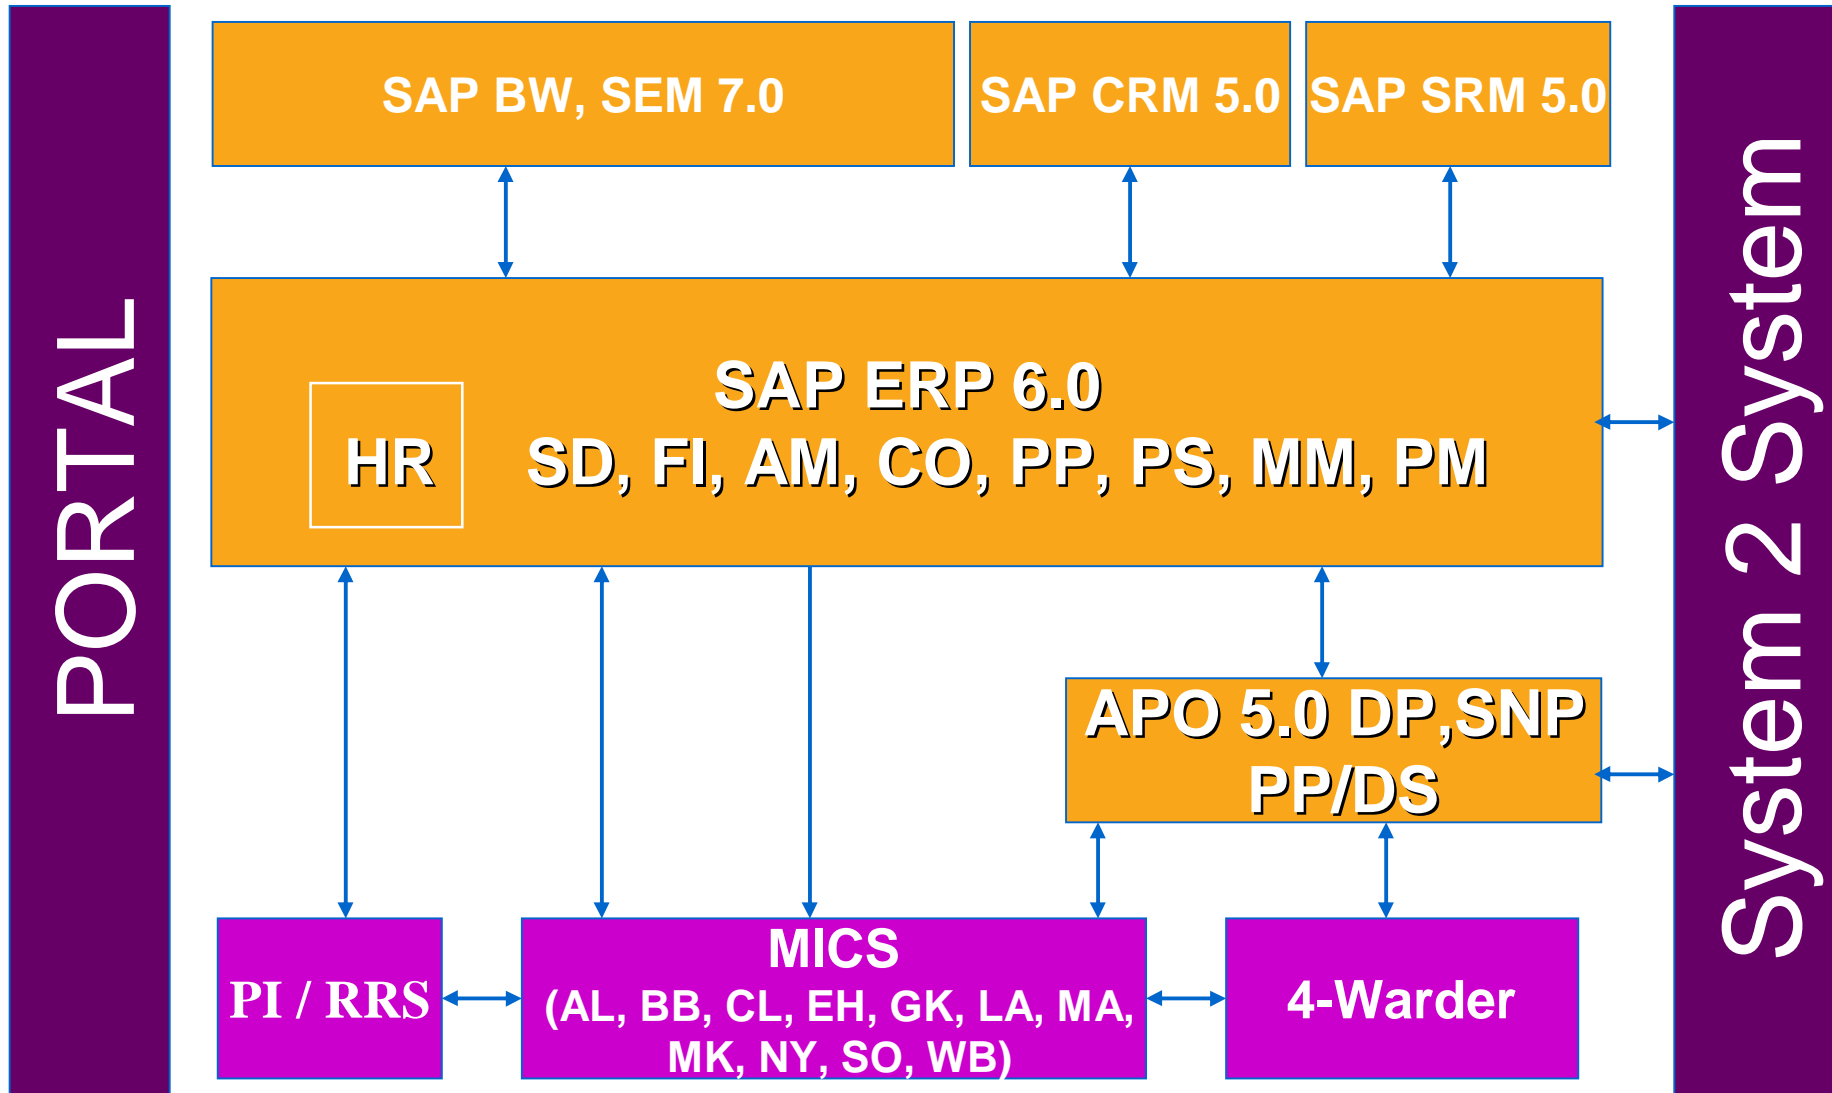 PORTAL
SAP BW, SEM 7.0
SAP CRM 5.0
SAP SRM 5.0
SAP ERP 6.0
HR
SD, FI, AM, CO, PP, PS, MM, PM
APO 5.0 DP,SNP
PP/DS
PI / RRS
MICS
(AL, BB, CL, EH, GK, LA, MA,
MK, NY, SO, WB)
4-Warder
System 2 System